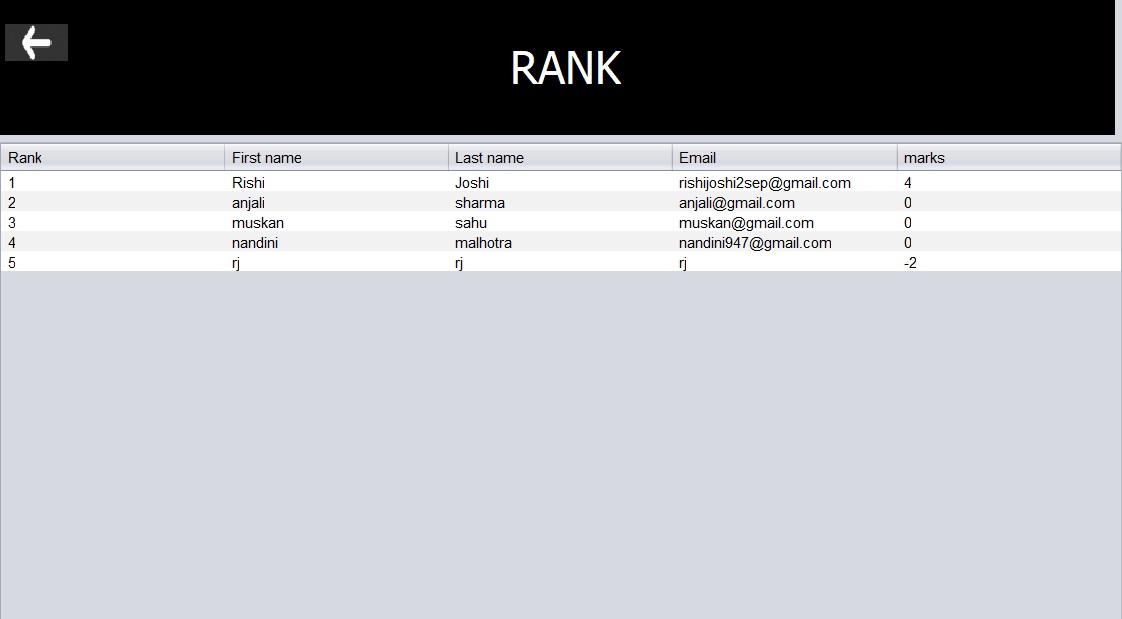 RANK
Rank First name Last name Email marks
1 Rishi Joshi rishijoshi2sep@gmail.com 4
2 anjali sharma anjali@gmail.com 0
3 muskan sahu muskan@gmail.com 0
4 nandini malhotra nandini947@gmail.com 0
5 rj rj rj -2